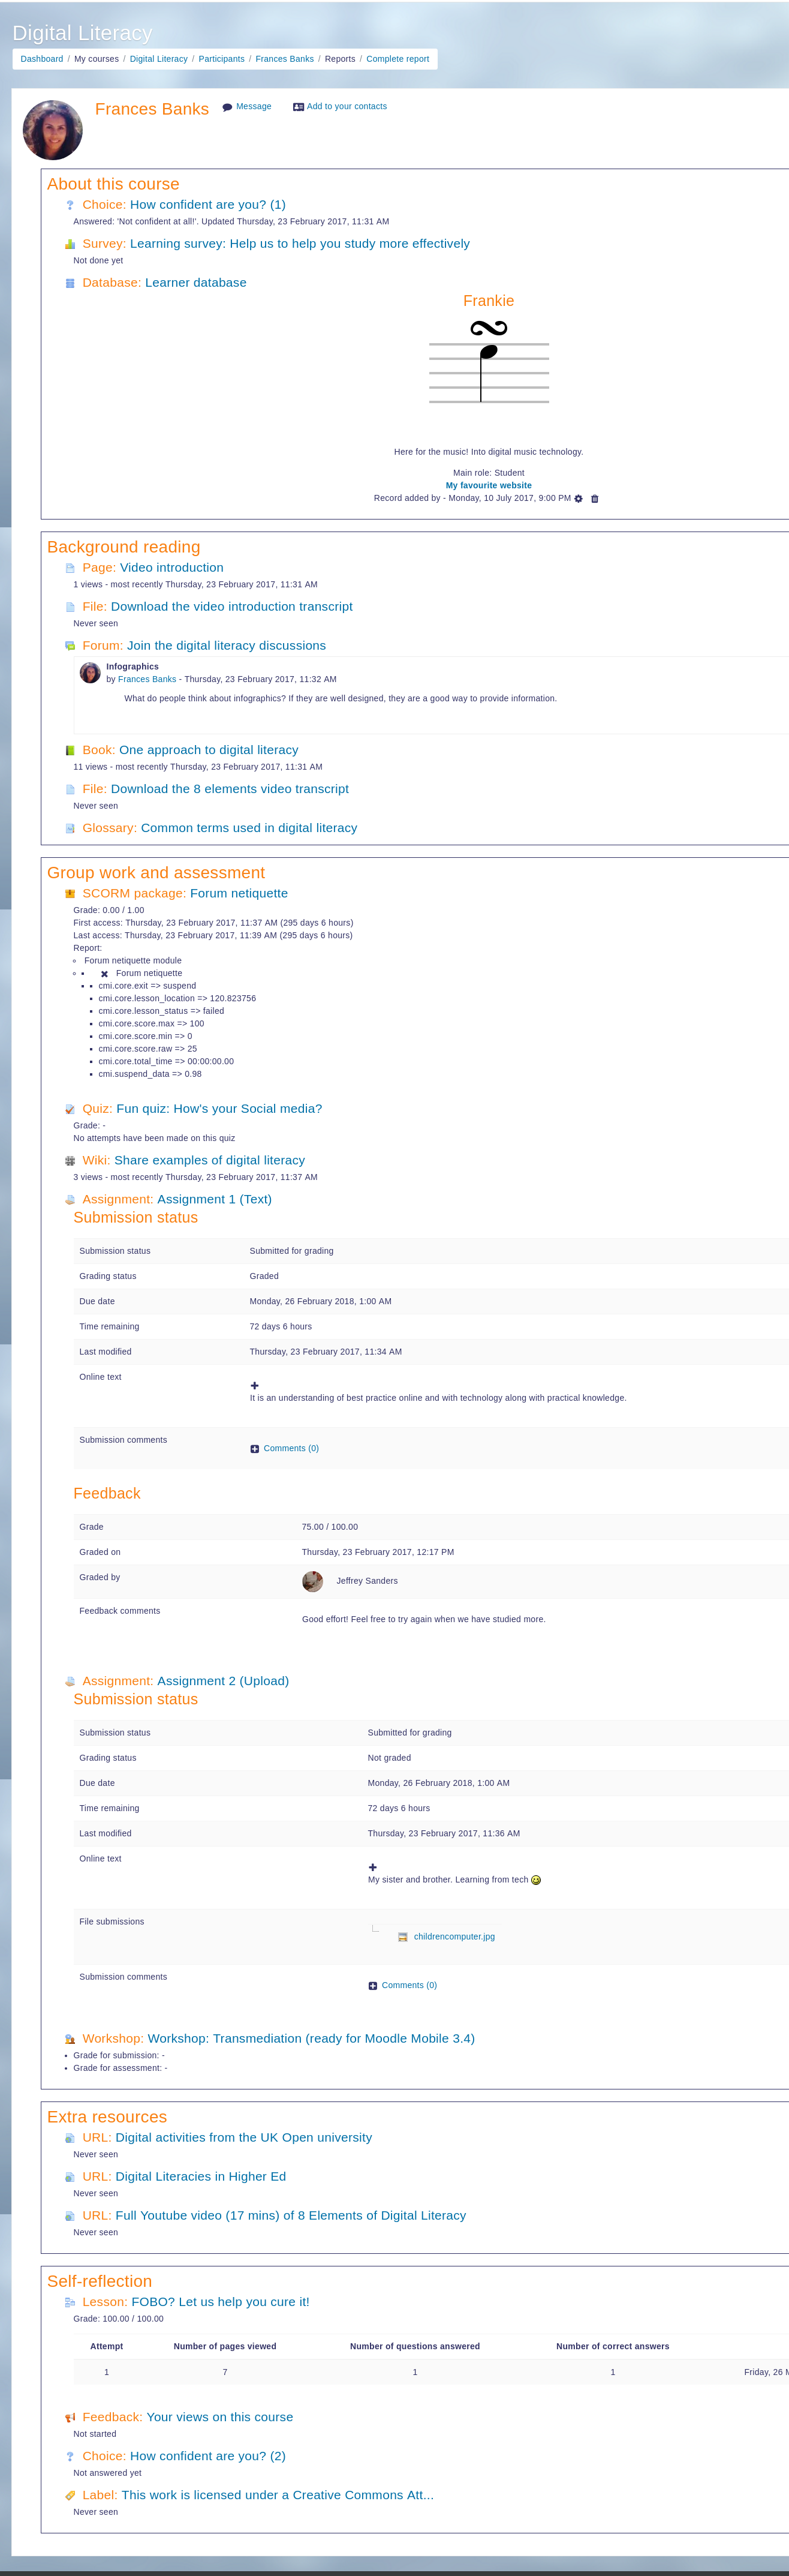 Digital Literacy
Dashboard / My courses / Digital Literacy / Participants / Frances Banks / Reports / Complete report
Frances Banks Message Add to your contacts
About this course
Choice: How confident are you? (1)
Answered: 'Not confident at all!'. Updated Thursday, 23 February 2017, 11:31 AM
Survey: Learning survey: Help us to help you study more effectively
Not done yet
Database: Learner database
Frankie
Here for the music! Into digital music technology.
Main role: Student
My favourite website
Record added by - Monday, 10 July 2017, 9:00 PM
Background reading
Page: Video introduction
1 views - most recently Thursday, 23 February 2017, 11:31 AM
File: Download the video introduction transcript
Never seen
Forum: Join the digital literacy discussions
Infographics
by Frances Banks - Thursday, 23 February 2017, 11:32 AM
What do people think about infographics? If they are well designed, they are a good way to provide information.
Book: One approach to digital literacy
11 views - most recently Thursday, 23 February 2017, 11:31 AM
File: Download the 8 elements video transcript
Never seen
Glossary: Common terms used in digital literacy
Group work and assessment
SCORM package: Forum netiquette
Grade: 0.00 / 1.00
First access: Thursday, 23 February 2017, 11:37 AM (295 days 6 hours)
Last access: Thursday, 23 February 2017, 11:39 AM (295 days 6 hours)
Report:
Forum netiquette module
Forum netiquette
cmi.core.exit => suspend
cmi.core.lesson_location => 120.823756
cmi.core.lesson_status => failed
cmi.core.score.max => 100
cmi.core.score.min => 0
cmi.core.score.raw => 25
cmi.core.total_time => 00:00:00.00
cmi.suspend_data => 0.98
Quiz: Fun quiz: How's your Social media?
Grade: -
No attempts have been made on this quiz
Wiki: Share examples of digital literacy
3 views - most recently Thursday, 23 February 2017, 11:37 AM
Assignment: Assignment 1 (Text)
Submission status
Submission status Submitted for grading
Grading status Graded
Due date Monday, 26 February 2018, 1:00 AM
Time remaining 72 days 6 hours
Last modified Thursday, 23 February 2017, 11:34 AM
Online text
It is an understanding of best practice online and with technology along with practical knowledge.
Submission comments
Comments (0)
Feedback
Grade 75.00 / 100.00
Graded on Thursday, 23 February 2017, 12:17 PM
Graded by Jeffrey Sanders
Feedback comments
Good effort! Feel free to try again when we have studied more.
Assignment: Assignment 2 (Upload)
Submission status
Submission status Submitted for grading
Grading status Not graded
Due date Monday, 26 February 2018, 1:00 AM
Time remaining 72 days 6 hours
Last modified Thursday, 23 February 2017, 11:36 AM
Online text
My sister and brother. Learning from tech
File submissions
childrencomputer.jpg
Submission comments
Comments (0)
Workshop: Workshop: Transmediation (ready for Moodle Mobile 3.4)
Grade for submission: -
Grade for assessment: -
Extra resources
URL: Digital activities from the UK Open university
Never seen
URL: Digital Literacies in Higher Ed
Never seen
URL: Full Youtube video (17 mins) of 8 Elements of Digital Literacy
Never seen
Self-reflection
Lesson: FOBO? Let us help you cure it!
Grade: 100.00 / 100.00
Attempt Number of pages viewed Number of questions answered Number of correct answers
1 7 1 1 Friday, 26 M
Feedback: Your views on this course
Not started
Choice: How confident are you? (2)
Not answered yet
Label: This work is licensed under a Creative Commons Att...
Never seen